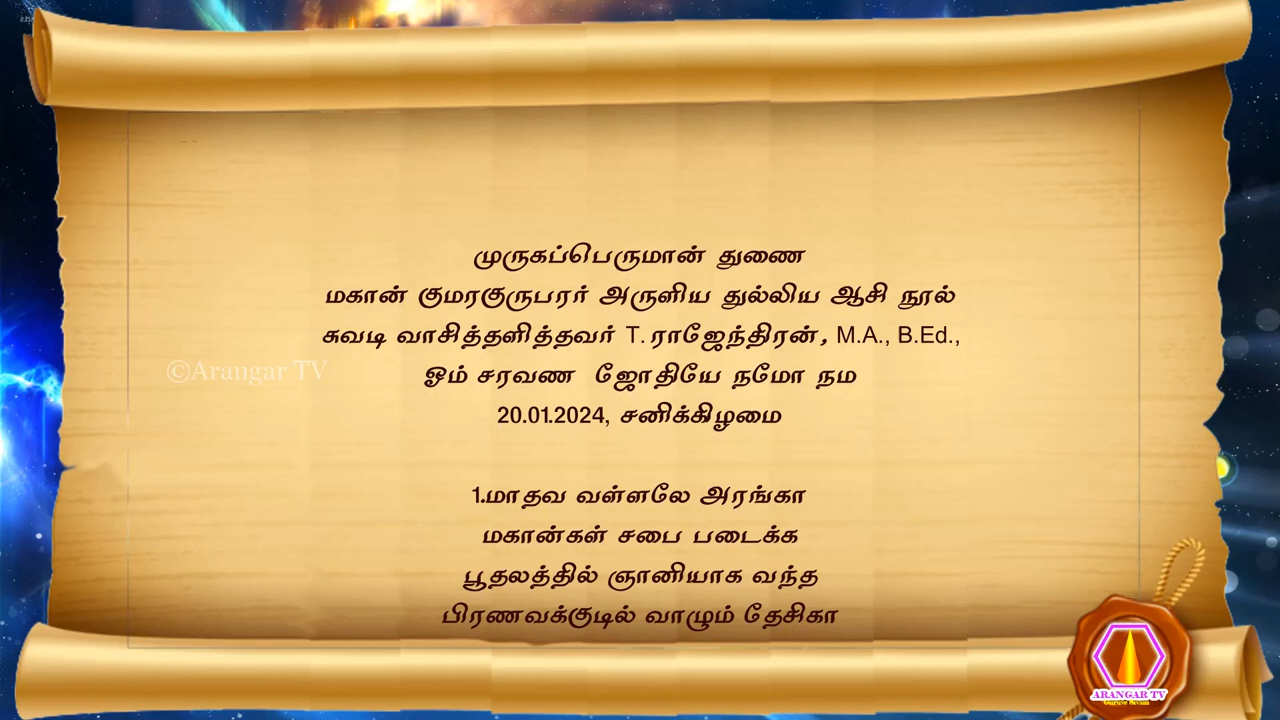 முருகப்பெருமான் துணை
மகான் குமரகுருபரர் அருளிய துல்லிய ஆசி நூல்
சுவடி வாசித்தளித்தவர் T. ராஜேந்திரன், M.A., B.Ed.,
ஓம் சரவண ஜோதியே நமோ நம
20.01.2024, சனிக்கிழமை
©Arangar TV
1.மாதவ வள்ளலே அரங்கா
மகான்கள் சபை படைக்க
பூதலத்தில் ஞானியாக வந்த
பிரணவக்குடில் வாழும் தேசிகா
ARANGAR TV